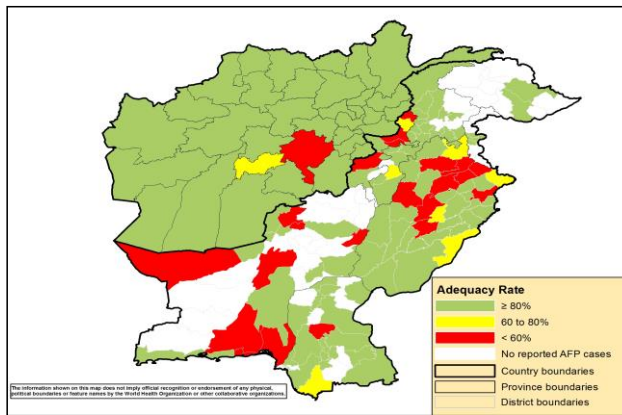 Adequacy Rate
≥ 80%
60 to 80%
< 60%
No reported AFP cases
Country boundaries
Province boundaries
District boundaries
The information shown on this map does not imply official recognition or endorsement of any physical,
political boundaries or feature names by the World Health Organization or other collaborative organizations.